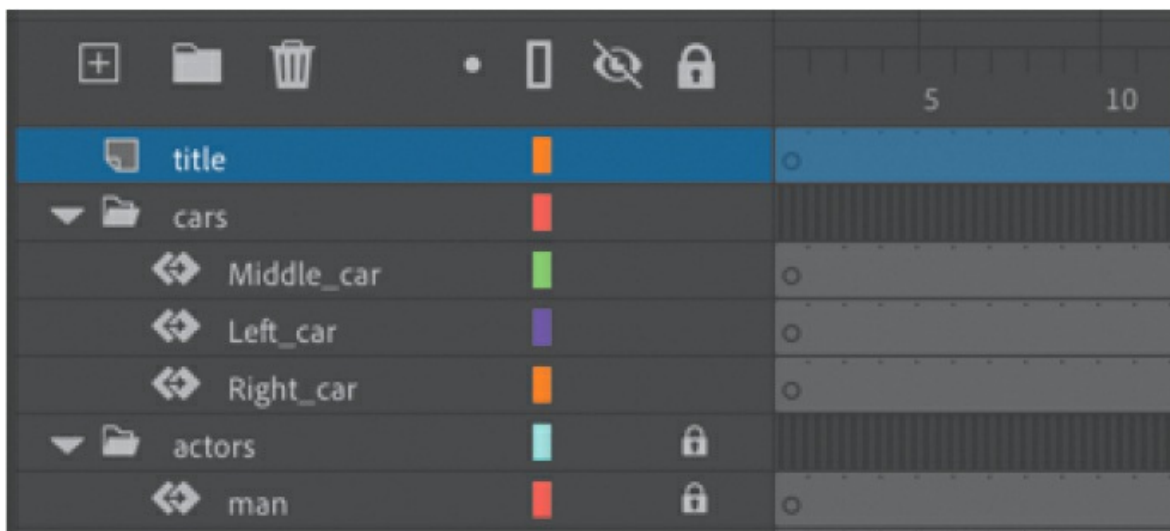 5 10
title
cars
Middle_car
Left_car
Right_car
actors
man